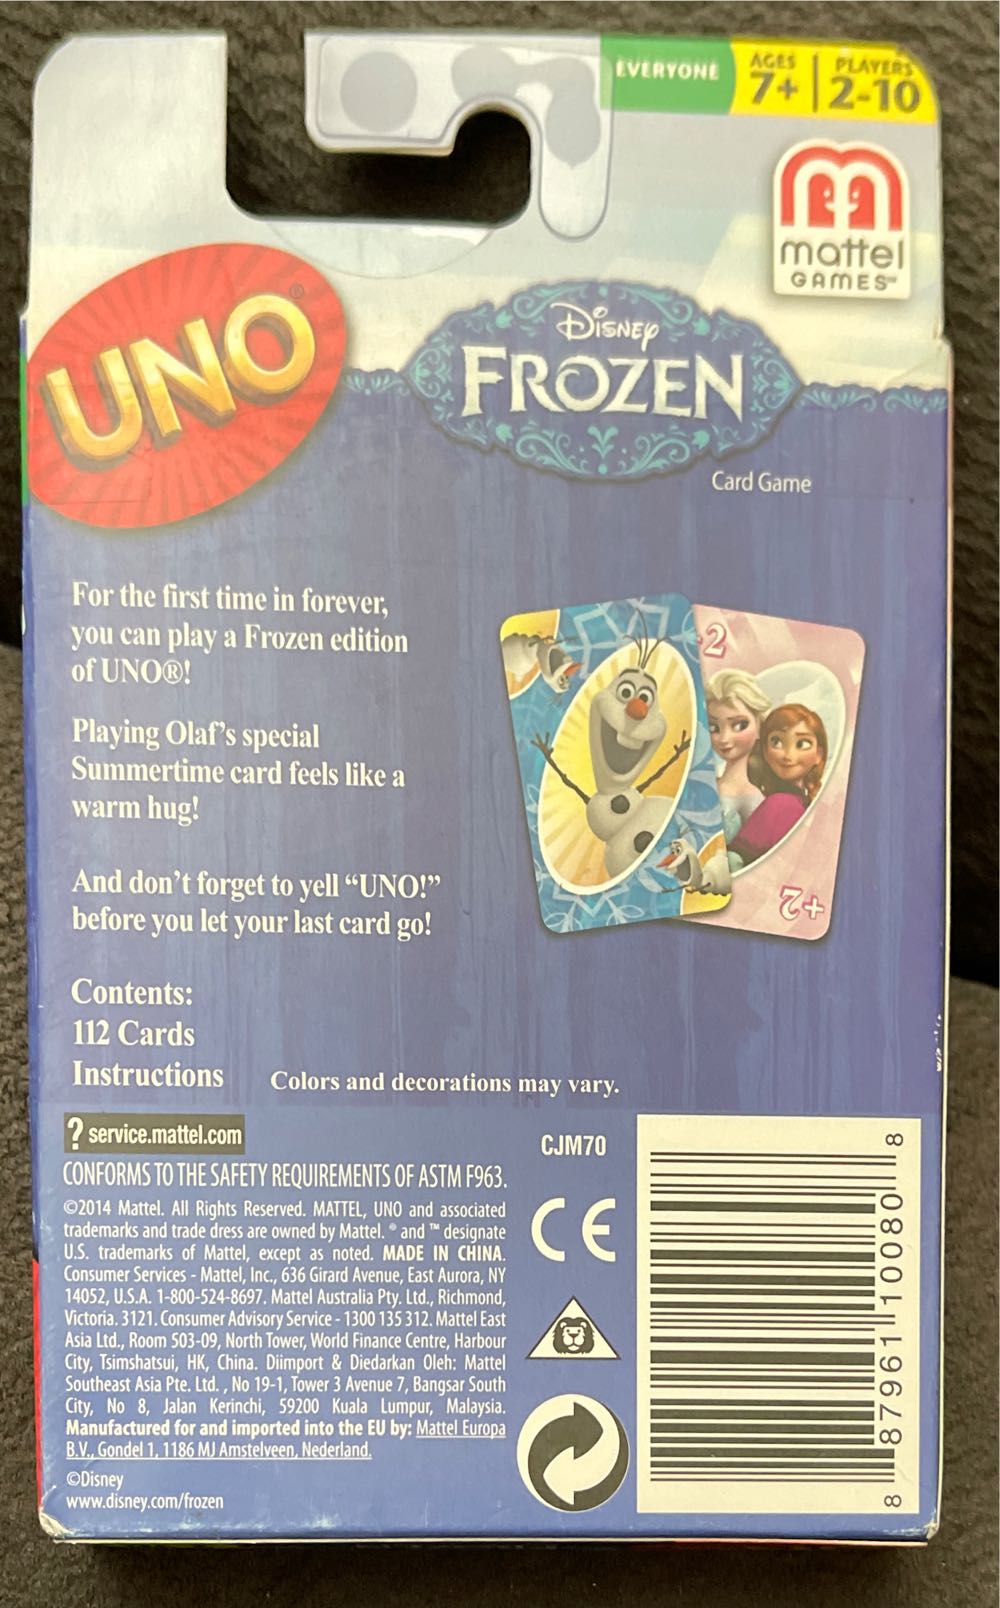 EVERYONE
AGES
7+
PLAYERS
2-10
mattel
GAMES™
UNO®
Disney
FROZEN
Card Game
For the first time in forever,
you can play a Frozen edition
of UNO®!
Playing Olaf's special
Summertime card feels like a
warm hug!
And don't forget to yell “UNO!”
before you let your last card go!
+2
+2
Contents:
112 Cards
Instructions
Colors and decorations may vary.
? service.mattel.com
CONFORMS TO THE SAFETY REQUIREMENTS OF ASTM F963.
©2014 Mattel. All Rights Reserved. MATTEL, UNO and associated
trademarks and trade dress are owned by Mattel. ® and ™ designate
U.S. trademarks of Mattel, except as noted. MADE IN CHINA.
Consumer Services - Mattel, Inc., 636 Girard Avenue, East Aurora, NY
14052, U.S.A. 1-800-524-8697. Mattel Australia Pty. Ltd., Richmond,
Victoria. 3121. Consumer Advisory Service - 1300 135 312. Mattel East
Asia Ltd., Room 503-09, North Tower, World Finance Centre, Harbour
City, Tsimshatsui, HK, China. Diimport & Diedarkan Oleh: Mattel
Southeast Asia Pte. Ltd. , No 19-1, Tower 3 Avenue 7, Bangsar South
City, No 8, Jalan Kerinchi, 59200 Kuala Lumpur, Malaysia.
Manufactured for and imported into the EU by: Mattel Europa
B.V., Gondel 1, 1186 MJ Amstelveen, Nederland.
©Disney
www.disney.com/frozen
CJM70
CE
8 87961 10080 8